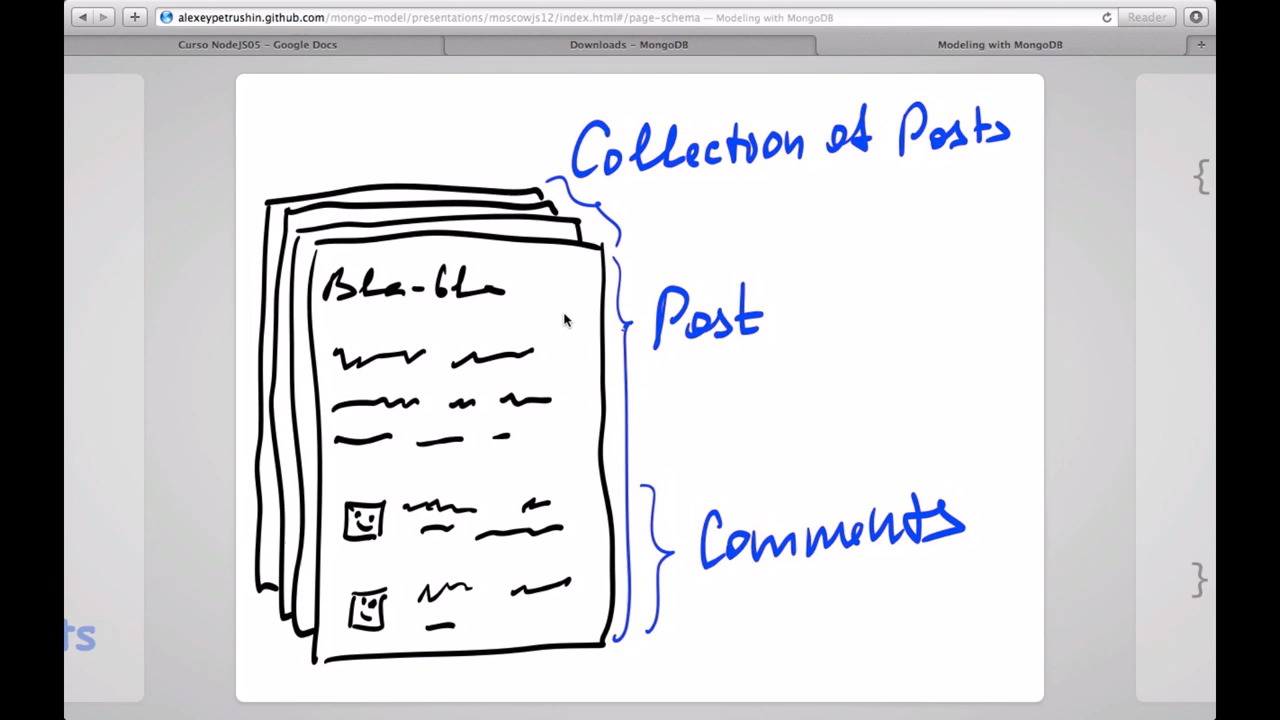 alexeypetrushin.github.com/mongo-model/presentations/moscowjs12/index.html#/page-schema — Modeling with MongoDB
Reader
Curso NodeJS05 – Google Docs
Downloads – MongoDB
Modeling with MongoDB
+
Collection of Posts
{
Bla-bla
Post
Comments
}
ts